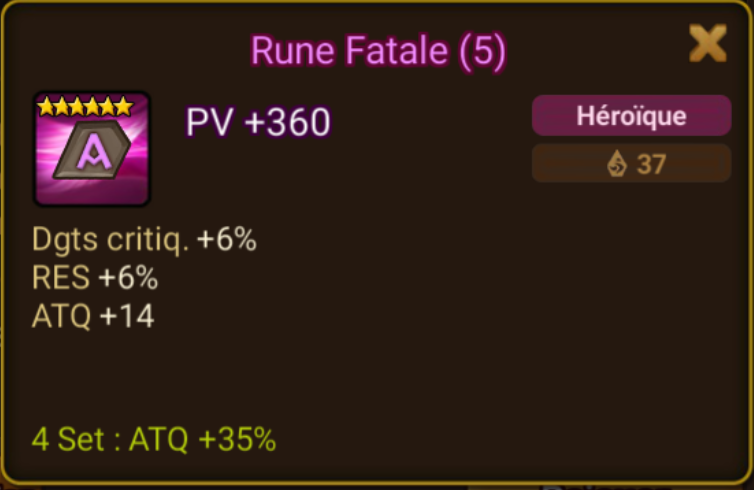 Rune Fatale (5)
PV +360
Héroïque
37
Dgts critiq. +6%
RES +6%
ATQ +14
4 Set : ATQ +35%